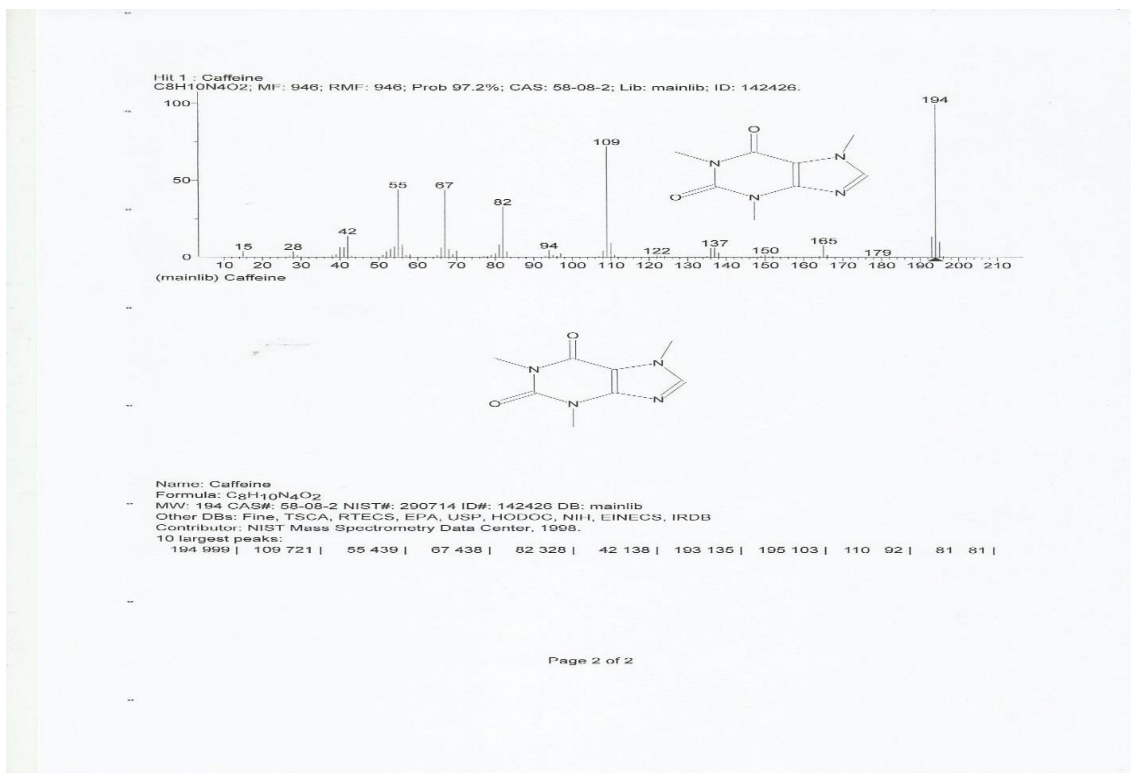 Hit 1 : Caffeine
C8H10N4O2; MF: 946; RMF: 946; Prob 97.2%; CAS: 58-08-2; Lib: mainlib; ID: 142426.
100
194
O
109
N
N
50
55
67
O
N
N
82
42
15
28
94
122
137
150
165
179
0
10 20 30 40 50 60 70 80 90 100 110 120 130 140 150 160 170 180 190 200 210
(mainlib) Caffeine
O
N
N
O
N
N
Name: Caffeine
Formula: C8H10N4O2
MW: 194 CAS#: 58-08-2 NIST#: 290714 ID#: 142426 DB: mainlib
Other DBs: Fine, TSCA, RTECS, EPA, USP, HODOC, NIH, EINECS, IRDB
Contributor: NIST Mass Spectrometry Data Center, 1998.
10 largest peaks:
194 999 | 109 721 | 55 439 | 67 438 | 82 328 | 42 138 | 193 135 | 195 103 | 110 92 | 81 81 |
Page 2 of 2